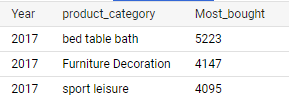 Year product_category Most_bought
2017 bed table bath 5223
2017 Furniture Decoration 4147
2017 sport leisure 4095